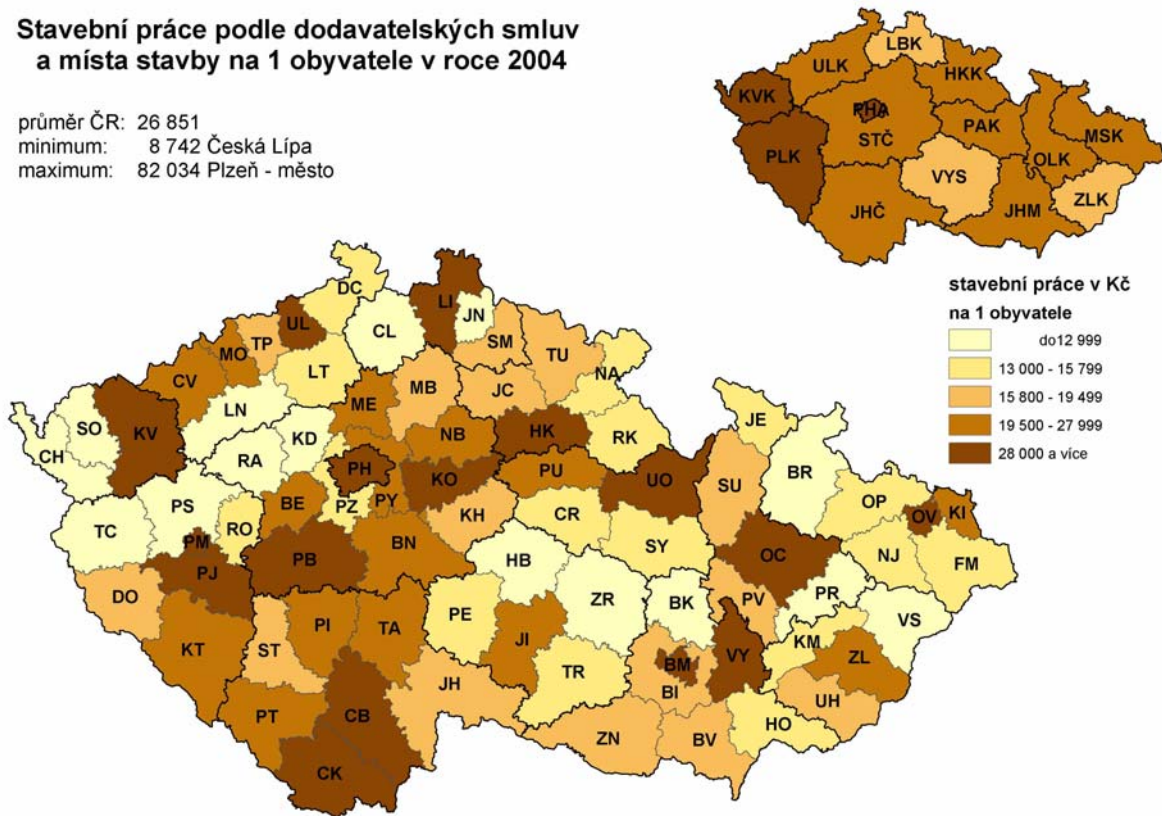 Stavební práce podle dodavatelských smluv
a místa stavby na 1 obyvatele v roce 2004
průměr ČR: 26 851
minimum: 8 742 Česká Lípa
maximum: 82 034 Plzeň - město
LBK
ULK
HKK
KVK
PHA
STČ
PAK
MSK
PLK
OLK
VYS
ZLK
JHČ
JHM
stavební práce v Kč
na 1 obyvatele
do12 999
13 000 - 15 799
15 800 - 19 499
19 500 - 27 999
28 000 a více
DC
LI
UL
JN
CL
TP
MO
SM
TU
LT
NA
CV
MB
JC
LN
ME
JE
SO
KV
KD
NB
HK
RK
CH
RA
PH
KO
PU
UO
SU
BR
PS
BE
PZ
PY
OP
OV
KI
RO
KH
CR
TC
PM
BN
SY
OC
NJ
FM
PJ
PB
HB
DO
ZR
BK
PV
PR
VS
PE
PI
TA
JI
KM
KT
ST
VY
ZL
BM
TR
BI
JH
UH
PT
CB
HO
ZN
BV
CK